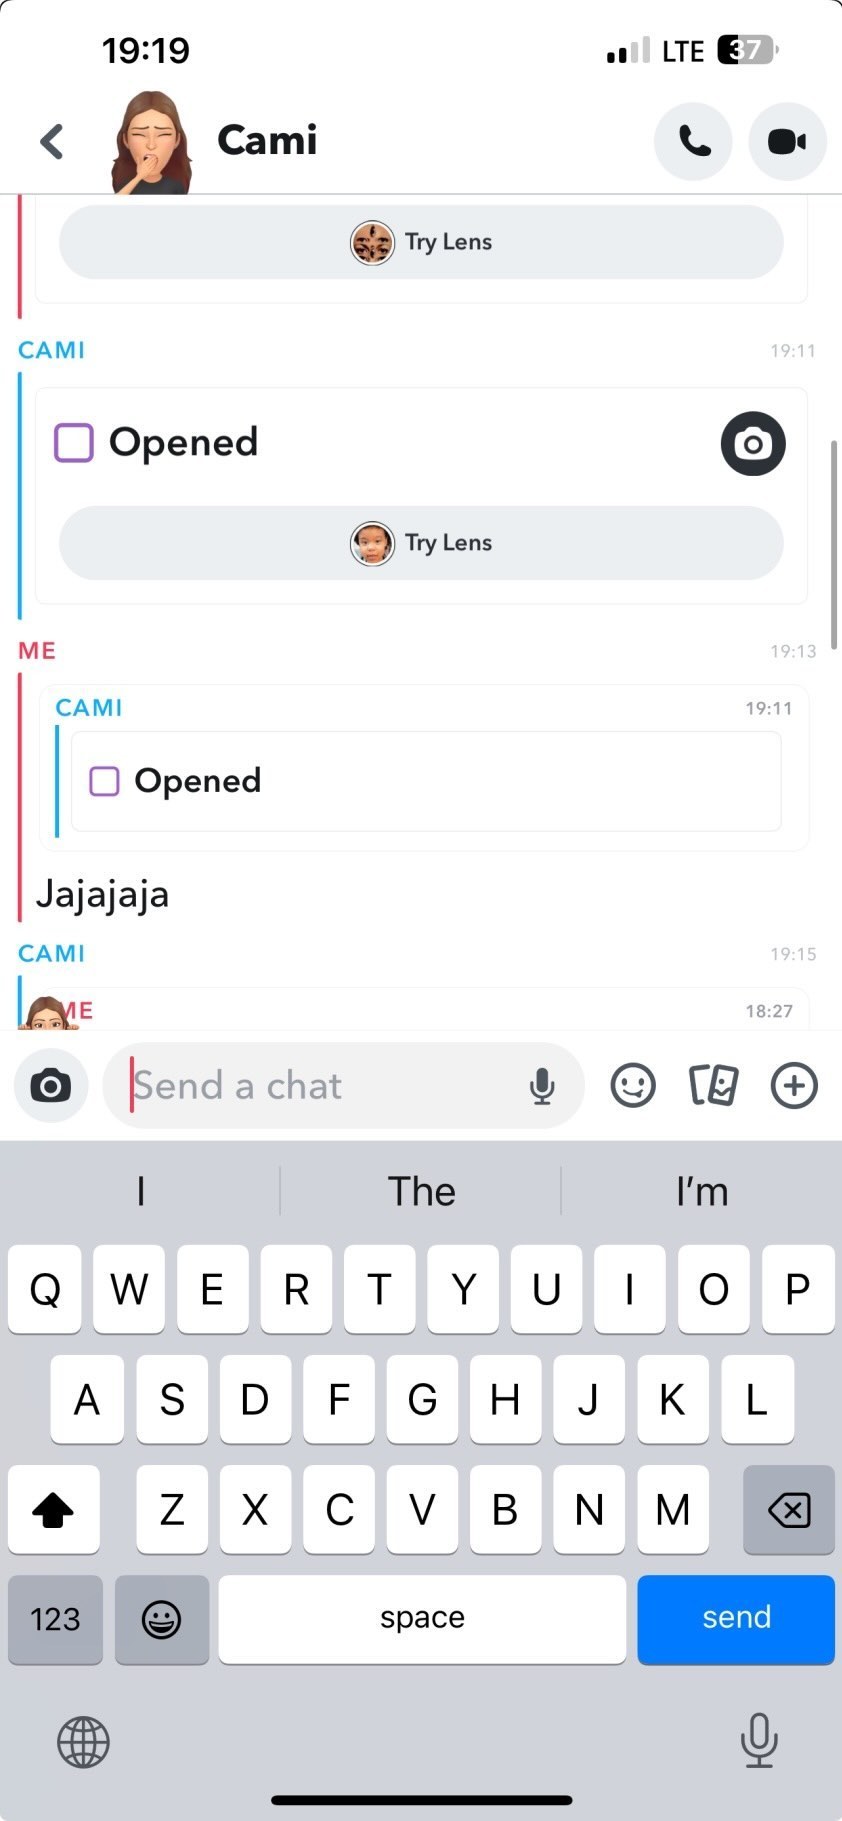 19:19
LTE 37
Cami
Try Lens
CAMI 19:11
Opened
Try Lens
ME 19:13
CAMI 19:11
Opened
Jajajaja
CAMI 19:15
ME 18:27
Send a chat
I The I'm
Q W E R T Y U I O P
A S D F G H J K L
Z X C V B N M
123 space send